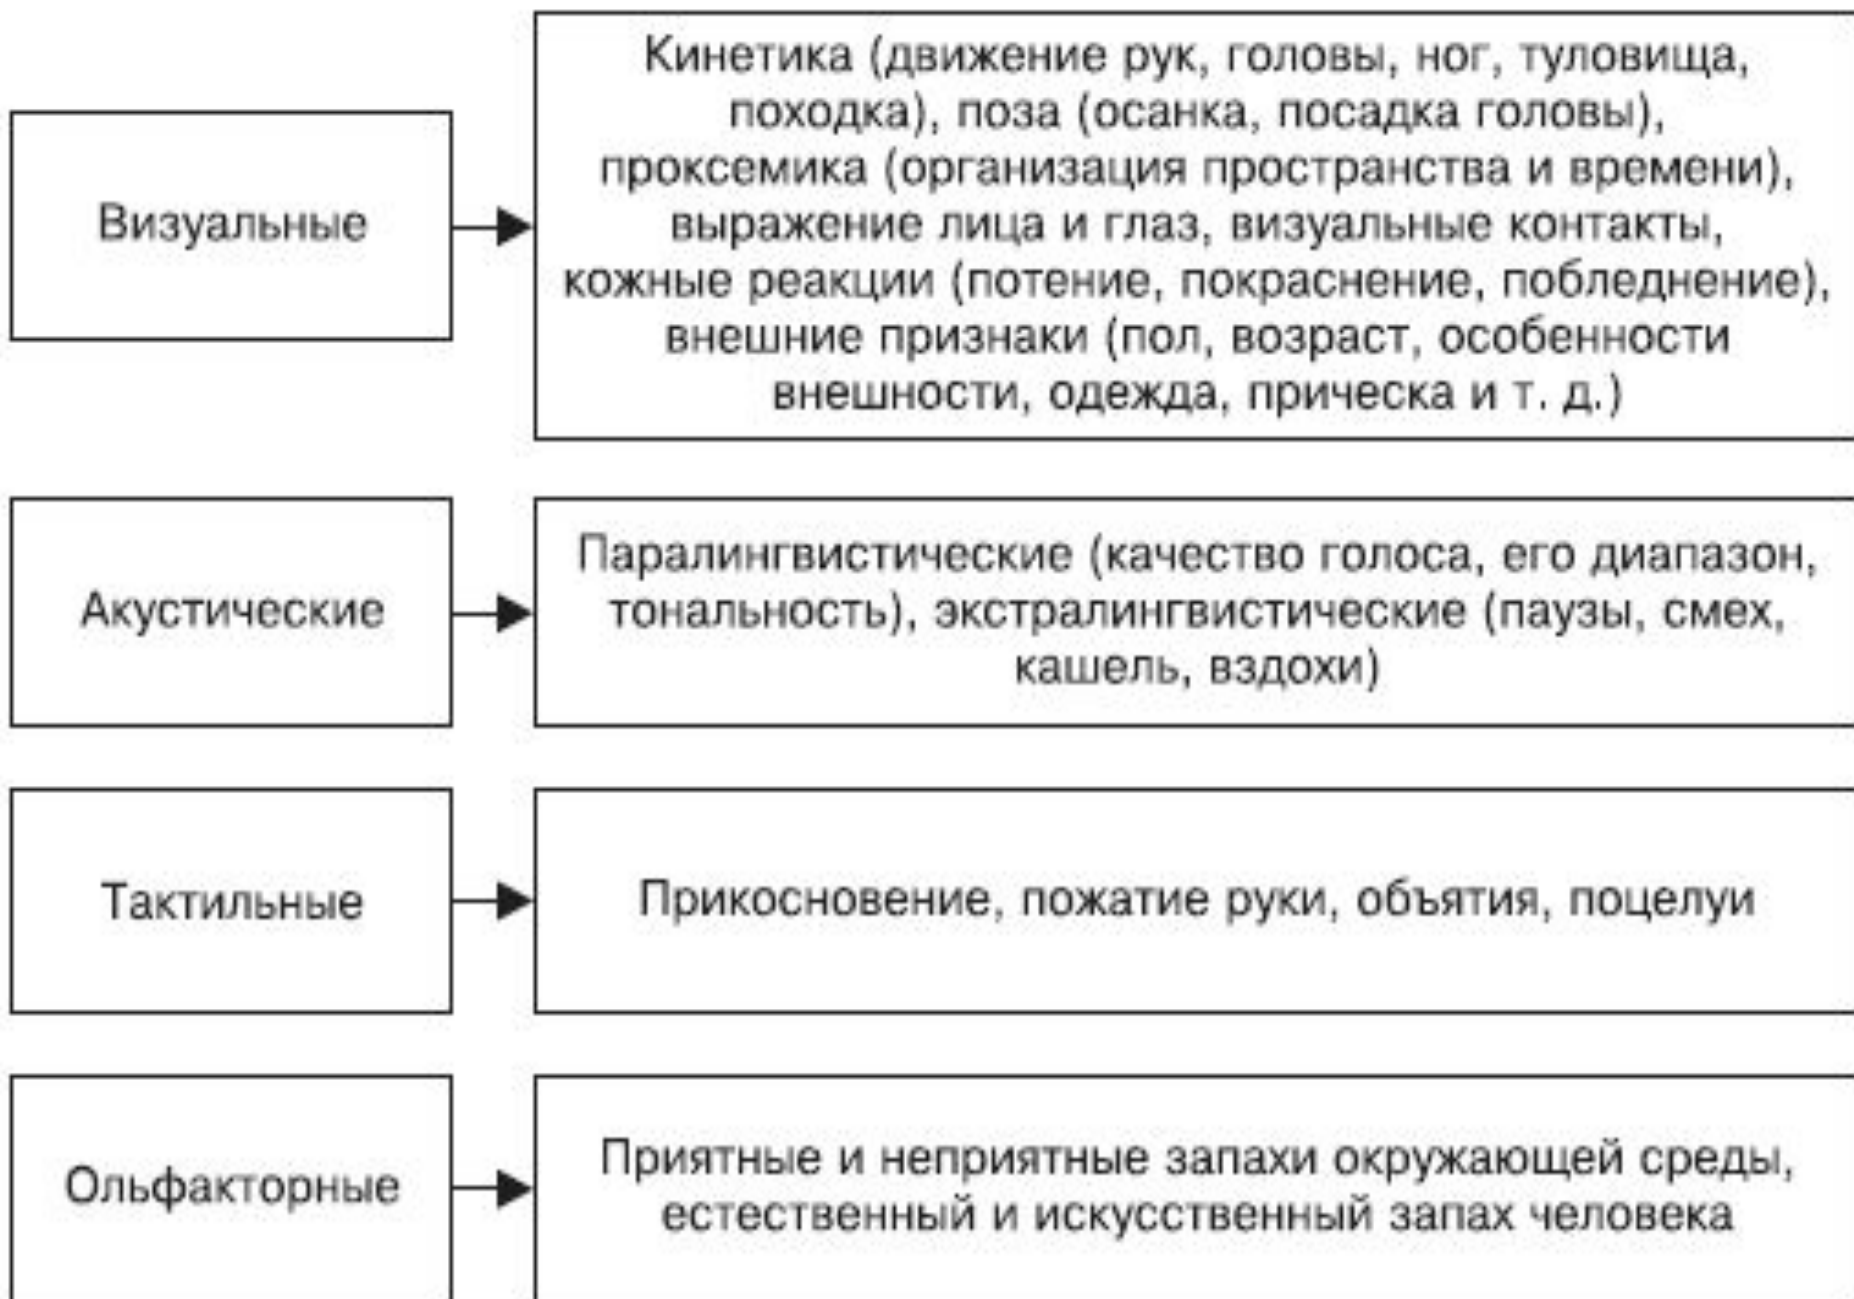 Визуальные
Кинетика (движение рук, головы, ног, туловища,
походка), поза (осанка, посадка головы),
проксемика (организация пространства и времени),
выражение лица и глаз, визуальные контакты,
кожные реакции (потение, покраснение, побледнение),
внешние признаки (пол, возраст, особенности
внешности, одежда, прическа и т. д.)
Акустические
Паралингвистические (качество голоса, его диапазон,
тональность), экстралингвистические (паузы, смех,
кашель, вздохи)
Тактильные
Прикосновение, пожатие руки, объятия, поцелуи
Ольфакторные
Приятные и неприятные запахи окружающей среды,
естественный и искусственный запах человека